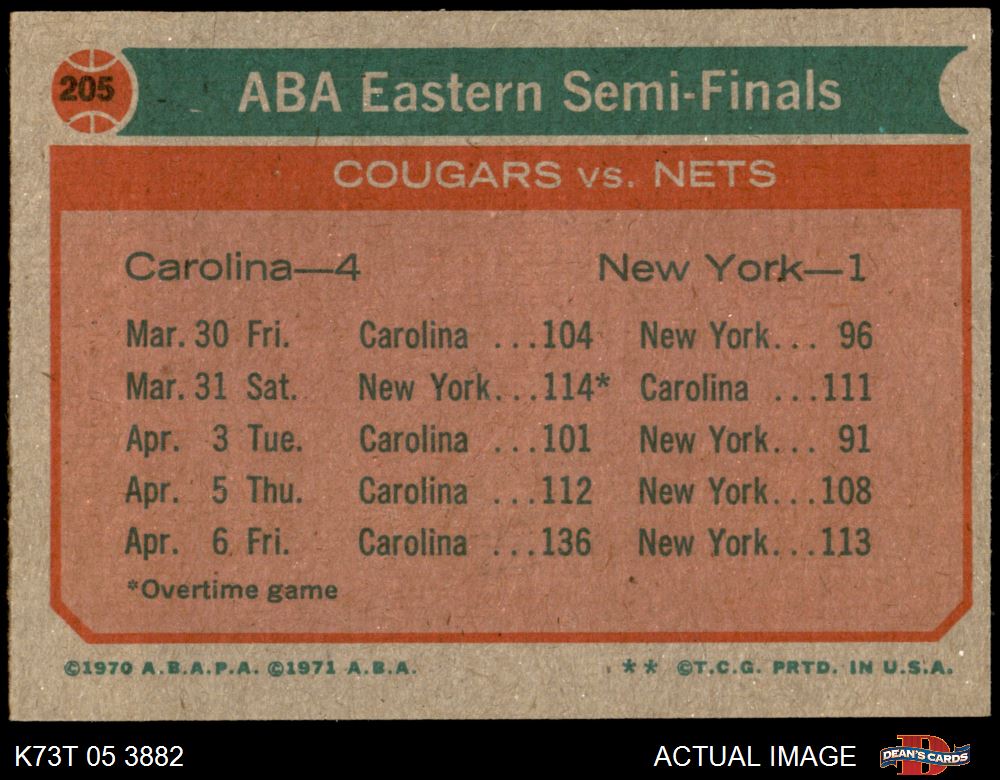 205
ABA Eastern Semi-Finals
COUGARS vs. NETS
Carolina—4 New York—1
Mar. 30 Fri. Carolina ...104 New York... 96
Mar. 31 Sat. New York...114* Carolina ...111
Apr. 3 Tue. Carolina ...101 New York... 91
Apr. 5 Thu. Carolina ...112 New York...108
Apr. 6 Fri. Carolina ...136 New York...113
*Overtime game
©1970 A.B.A.P.A. ©1971 A.B.A. ** ©T.C.G. PRTD. IN U.S.A.
K73T 05 3882 ACTUAL IMAGE DEAN'S CARDS